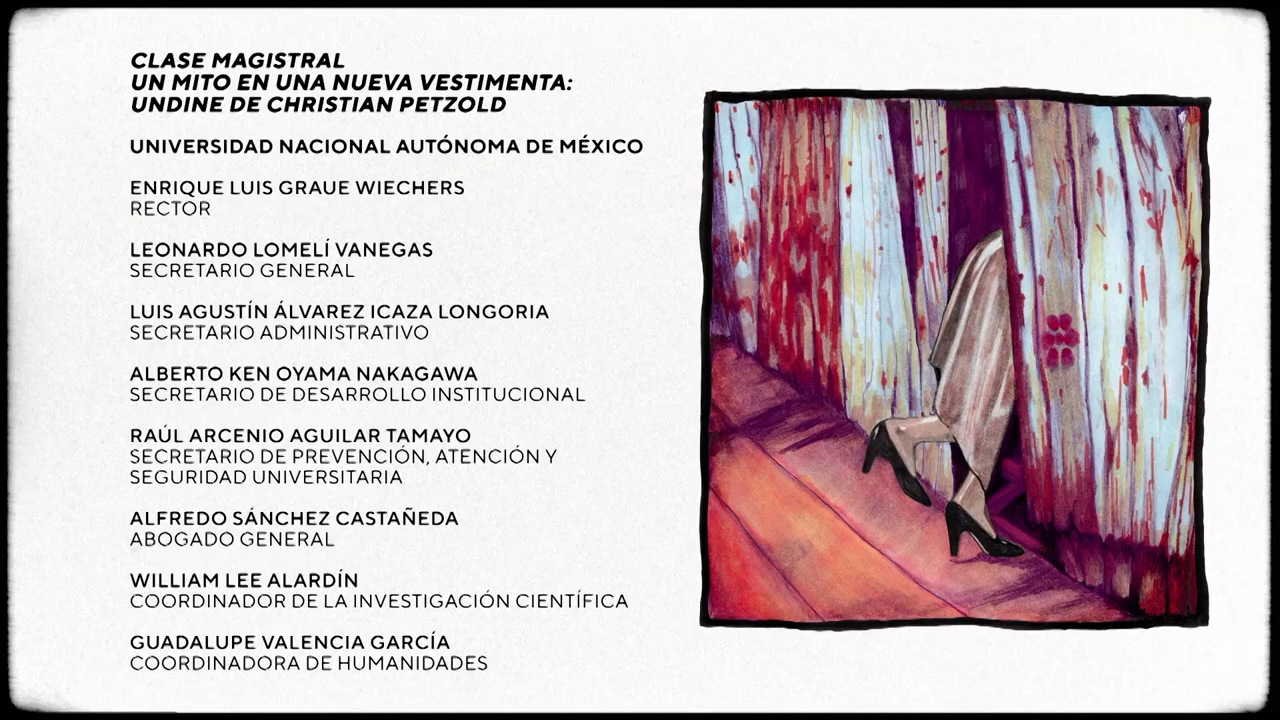 CLASE MAGISTRAL
UN MITO EN UNA NUEVA VESTIMENTA:
UNDINE DE CHRISTIAN PETZOLD
UNIVERSIDAD NACIONAL AUTÓNOMA DE MÉXICO
ENRIQUE LUIS GRAUE WIECHERS
RECTOR
LEONARDO LOMELÍ VANEGAS
SECRETARIO GENERAL
LUIS AGUSTÍN ÁLVAREZ ICAZA LONGORIA
SECRETARIO ADMINISTRATIVO
ALBERTO KEN OYAMA NAKAGAWA
SECRETARIO DE DESARROLLO INSTITUCIONAL
RAÚL ARCENIO AGUILAR TAMAYO
SECRETARIO DE PREVENCIÓN, ATENCIÓN Y
SEGURIDAD UNIVERSITARIA
ALFREDO SÁNCHEZ CASTAÑEDA
ABOGADO GENERAL
WILLIAM LEE ALARDÍN
COORDINADOR DE LA INVESTIGACIÓN CIENTÍFICA
GUADALUPE VALENCIA GARCÍA
COORDINADORA DE HUMANIDADES